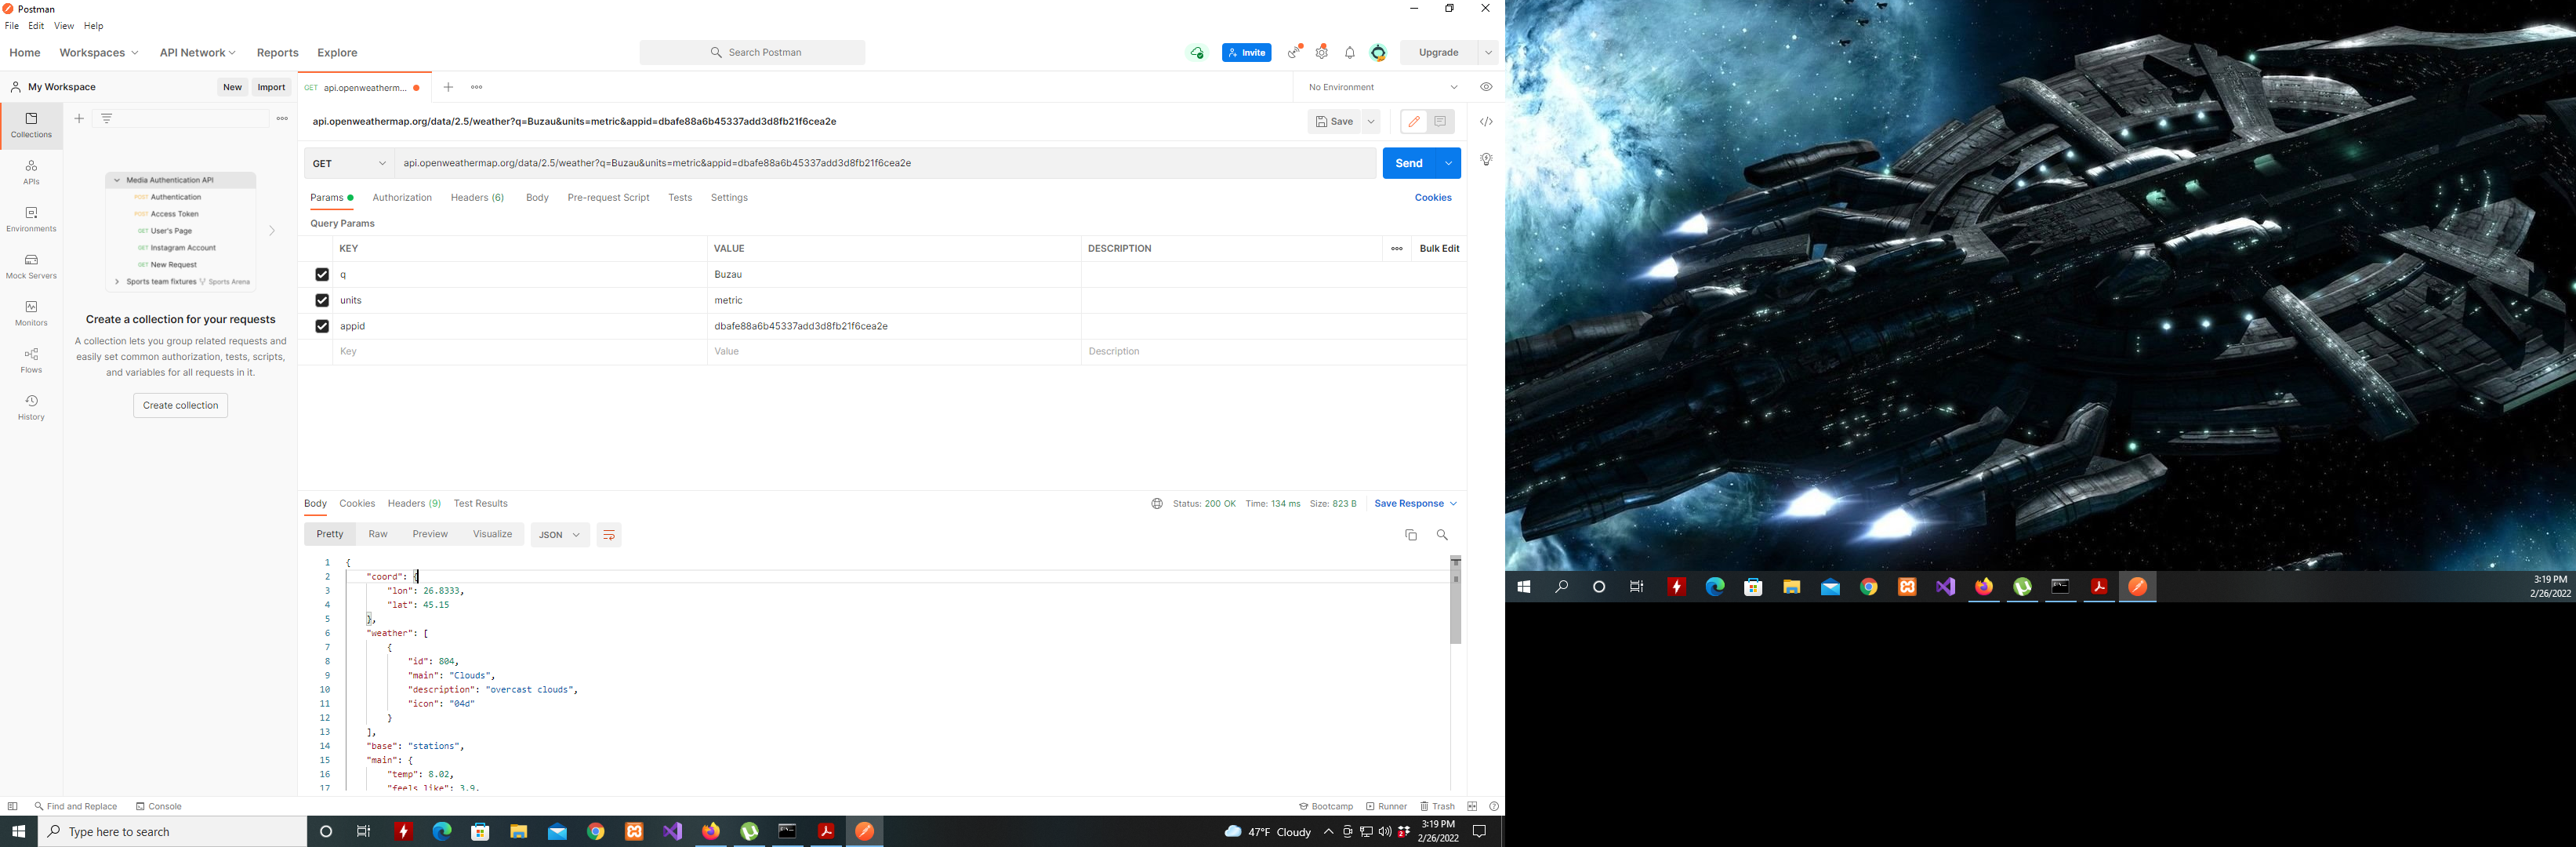 Postman
File Edit View Help
Home Workspaces API Network Reports Explore
Search Postman
Invite
Upgrade
My Workspace
New Import
GET api.openweatherm...
No Environment
Collections
APIs
Environments
Mock Servers
Monitors
Flows
History
Media Authentication API
POST Authentication
POST Access Token
GET User's Page
GET Instagram Account
GET New Request
Sports team fixtures Sports Arena
Create a collection for your requests
A collection lets you group related requests and
easily set common authorization, tests, scripts,
and variables for all requests in it.
Create collection
api.openweathermap.org/data/2.5/weather?q=Buzau&units=metric&appid=dbafe88a6b45337add3d8fb21f6cea2e
Save
GET api.openweathermap.org/data/2.5/weather?q=Buzau&units=metric&appid=dbafe88a6b45337add3d8fb21f6cea2e
Send
Params Authorization Headers (6) Body Pre-request Script Tests Settings
Cookies
Query Params
KEY VALUE DESCRIPTION
Bulk Edit
q Buzau
units metric
appid dbafe88a6b45337add3d8fb21f6cea2e
Key Value Description
Body Cookies Headers (9) Test Results
Status: 200 OK Time: 134 ms Size: 823 B Save Response
Pretty Raw Preview Visualize JSON
1 {
2 "coord": {
3 "lon": 26.8333,
4 "lat": 45.15
5 },
6 "weather": [
7 {
8 "id": 804,
9 "main": "Clouds",
10 "description": "overcast clouds",
11 "icon": "04d"
12 }
13 ],
14 "base": "stations",
15 "main": {
16 "temp": 8.02,
17 "feels_like": 3.9,
Find and Replace Console
Bootcamp Runner Trash
Type here to search
47°F Cloudy
3:19 PM
2/26/2022
3:19 PM
2/26/2022